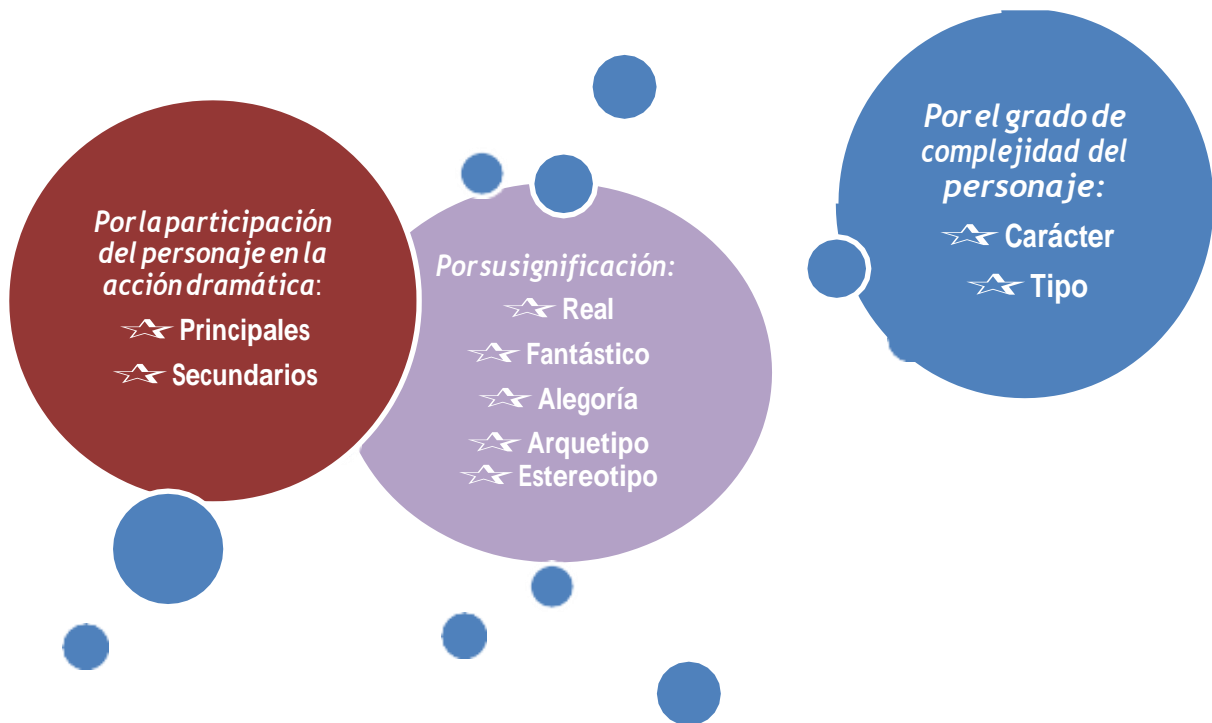 Por la participación
del personaje en la
acción dramática:
Principales
Secundarios
Por su significación:
Real
Fantástico
Alegoría
Arquetipo
Estereotipo
Por el grado de
complejidad del
personaje:
Carácter
Tipo